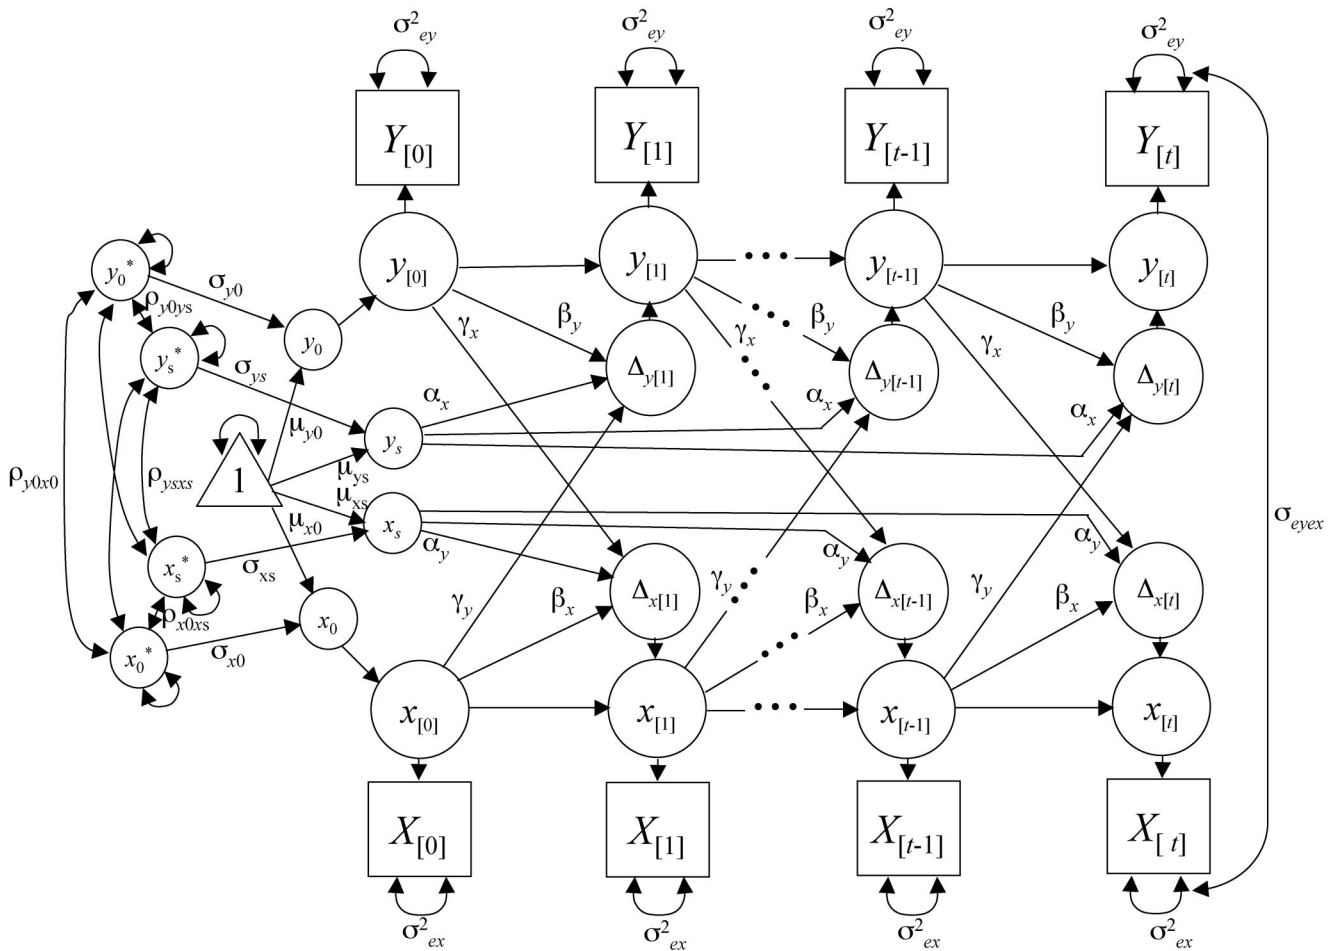 σ²ey σ²ey σ²ey σ²ey
Y[0] Y[1] Y[t-1] Y[t]
y[0] y[1] • • • y[t-1] y[t]
y0* σy0
ρy0ys γx βy γx βy γx βy
ys* σys y0 Δy[1] Δy[t-1] Δy[t]
αx αx αx
μy0 ys
ρy0x0 ρysxs 1 μys
μxs
μx0 xs σeyex
αy αy αy
xs* σxs
ρx0xs γy βx γy βx γy βx
x0 Δx[1] Δx[t-1] Δx[t]
x0* σx0
x[0] x[1] • • • x[t-1] x[t]
X[0] X[1] X[t-1] X[ t]
σ²ex σ²ex σ²ex σ²ex